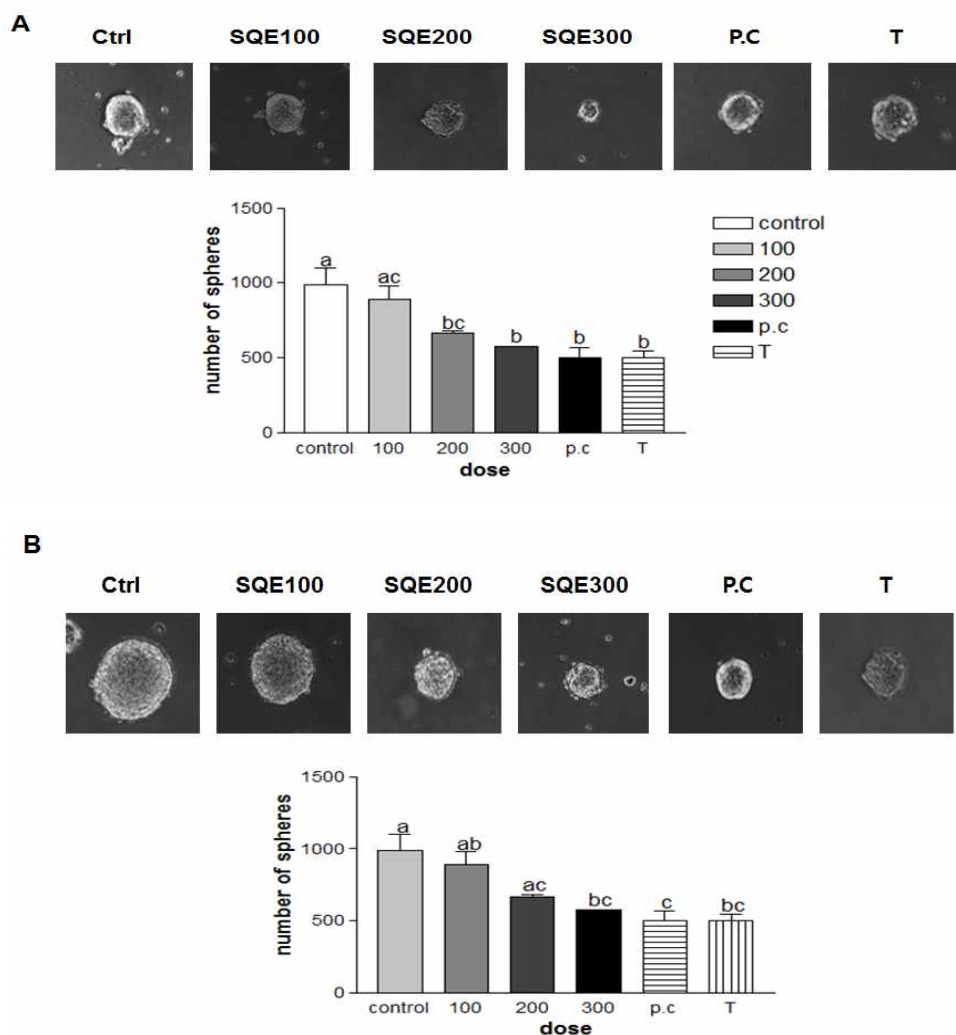 A
Ctrl SQE100 SQE200 SQE300 P.C T
number of spheres
1500
1000
500
0
a ac bc b b b
control 100 200 300 p.c T
dose
control
100
200
300
p.c
T
B
Ctrl SQE100 SQE200 SQE300 P.C T
number of spheres
1500
1000
500
0
a ab ac bc c bc
control 100 200 300 p.c T
dose